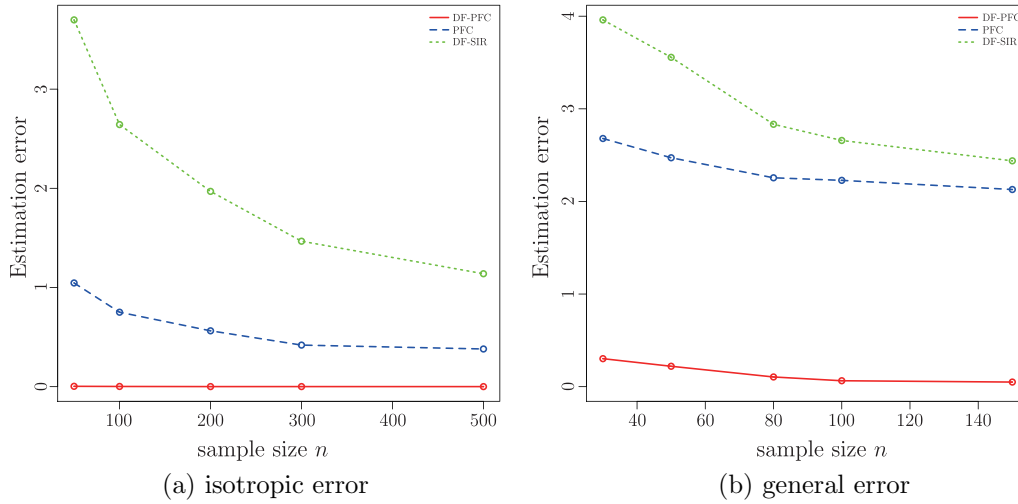 DF-PFC
PFC
DF-SIR
Estimation error
0
1
2
3
100
200
300
400
500
sample size n
(a) isotropic error
DF-PFC
PFC
DF-SIR
Estimation error
0
1
2
3
4
40
60
80
100
120
140
sample size n
(b) general error